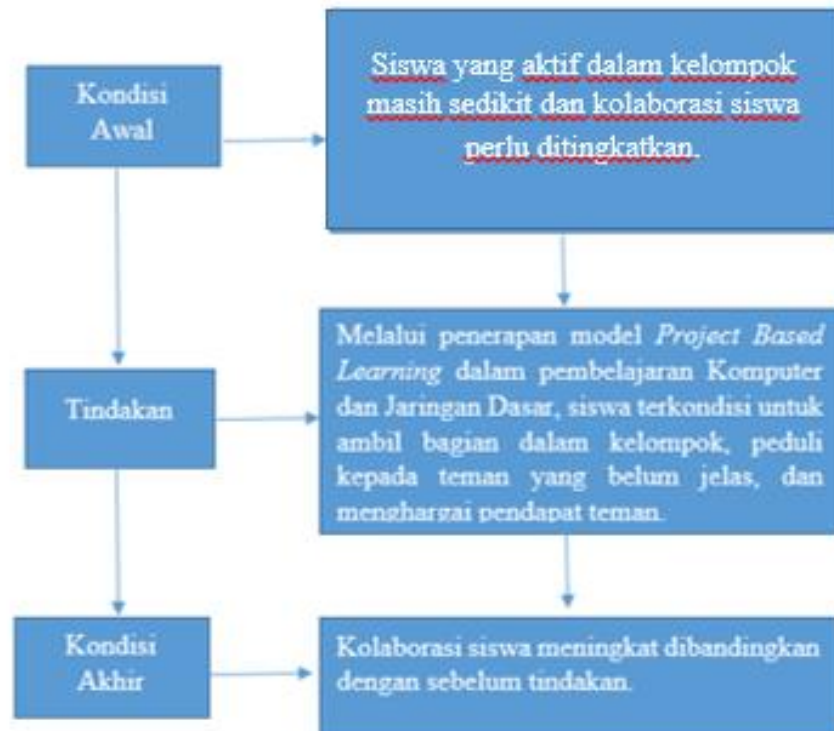 Kondisi
Awal
Siswa yang aktif dalam kelompok
masih sedikit dan kolaborasi siswa
perlu ditingkatkan.
Tindakan
Melalui penerapan model Project Based
Learning dalam pembelajaran Komputer
dan Jaringan Dasar, siswa terkondisi untuk
ambil bagian dalam kelompok, peduli
kepada teman yang belum jelas, dan
menghargai pendapat teman.
Kondisi
Akhir
Kolaborasi siswa meningkat dibandingkan
dengan sebelum tindakan.